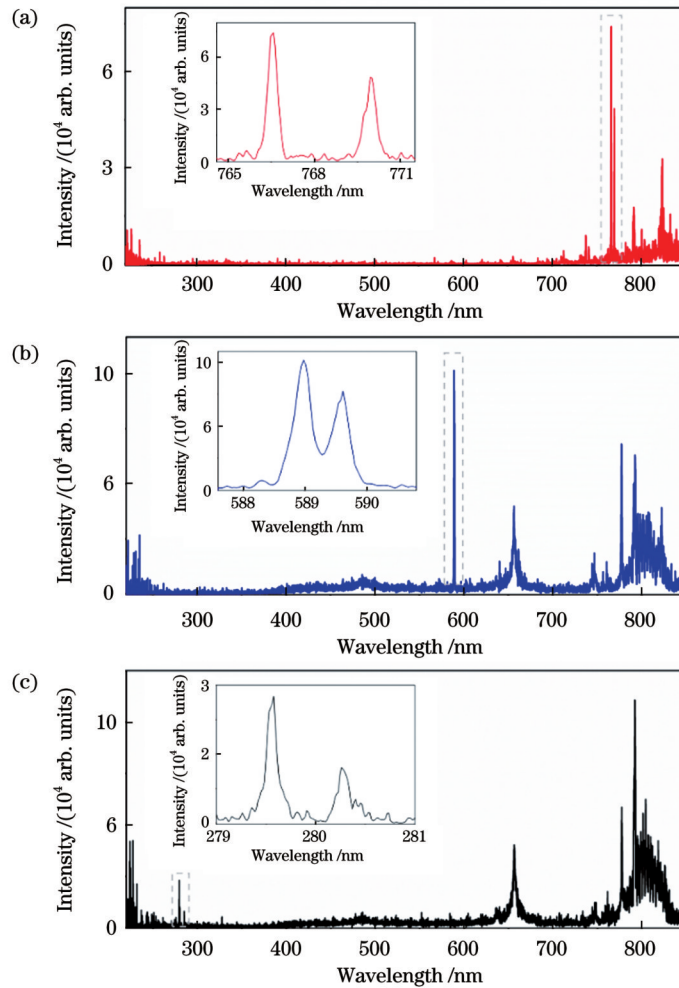 (a)
Intensity /(10⁴ arb. units)
6
3
0
300 400 500 600 700 800
Wavelength /nm
Intensity /(10⁴ arb. units)
7
6
3
0
765 768 771
Wavelength /nm
(b)
Intensity /(10⁴ arb. units)
10
6
0
300 400 500 600 700 800
Wavelength /nm
Intensity /(10⁴ arb. units)
10
6
0
588 589 590
Wavelength /nm
(c)
Intensity /(10⁴ arb. units)
10
6
0
300 400 500 600 700 800
Wavelength /nm
Intensity /(10⁴ arb. units)
3
2
0
279 280 281
Wavelength /nm